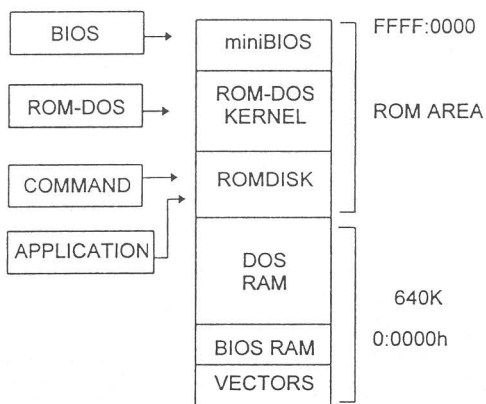 BIOS
ROM-DOS
COMMAND
APPLICATION
miniBIOS
ROM-DOS
KERNEL
ROMDISK
DOS
RAM
BIOS RAM
VECTORS
FFFF:0000
ROM AREA
640K
0:0000h